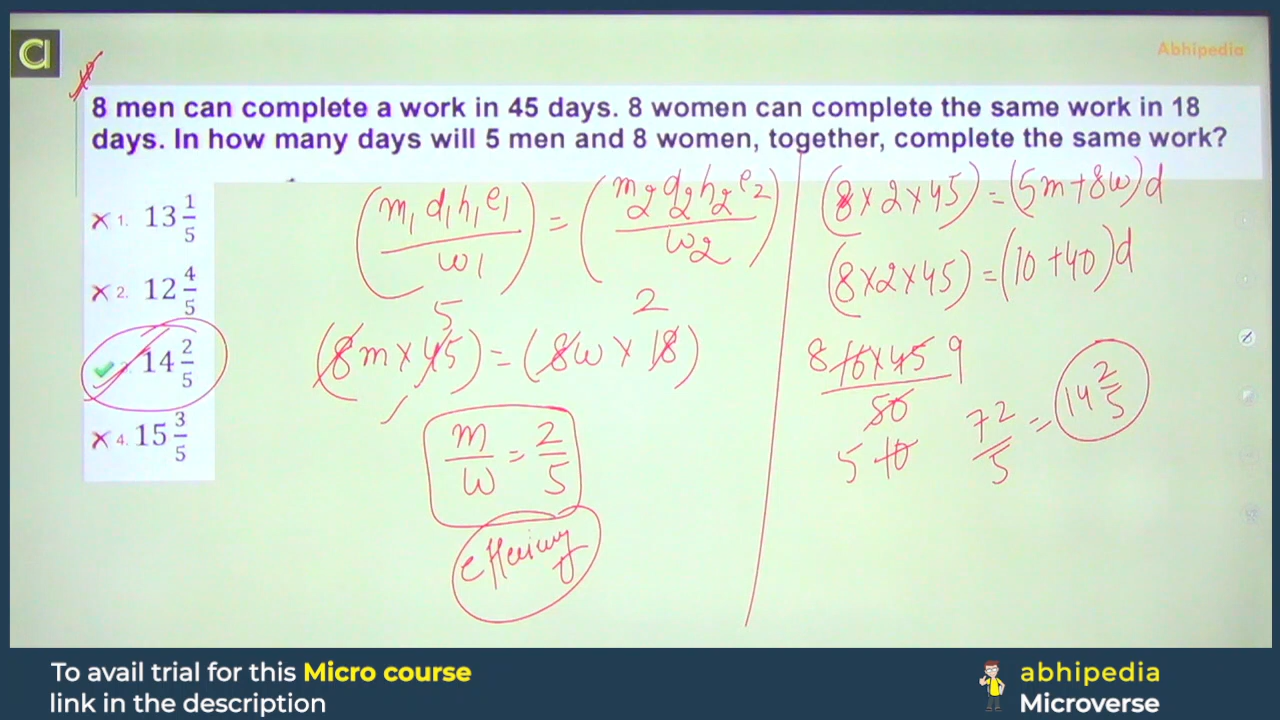 Abhipedia
8 men can complete a work in 45 days. 8 women can complete the same work in 18
days. In how many days will 5 men and 8 women, together, complete the same work?
1. 13 1/5
2. 12 4/5
14 2/5
4. 15 3/5
(m₁ d₁ h₁ e₁ / w₁) = (m₂ d₂ h₂ e₂ / w₂)
5 2
(8m × 45) = (8w × 18)
m/w = 2/5
efficiency
(8 × 2 × 45) = (5m + 8w) d
(8 × 2 × 45) = (10 + 40) d
8 16 × 45 9
50
5 10
72/5 = 14 2/5
To avail trial for this Micro course
link in the description
abhipedia
Microverse